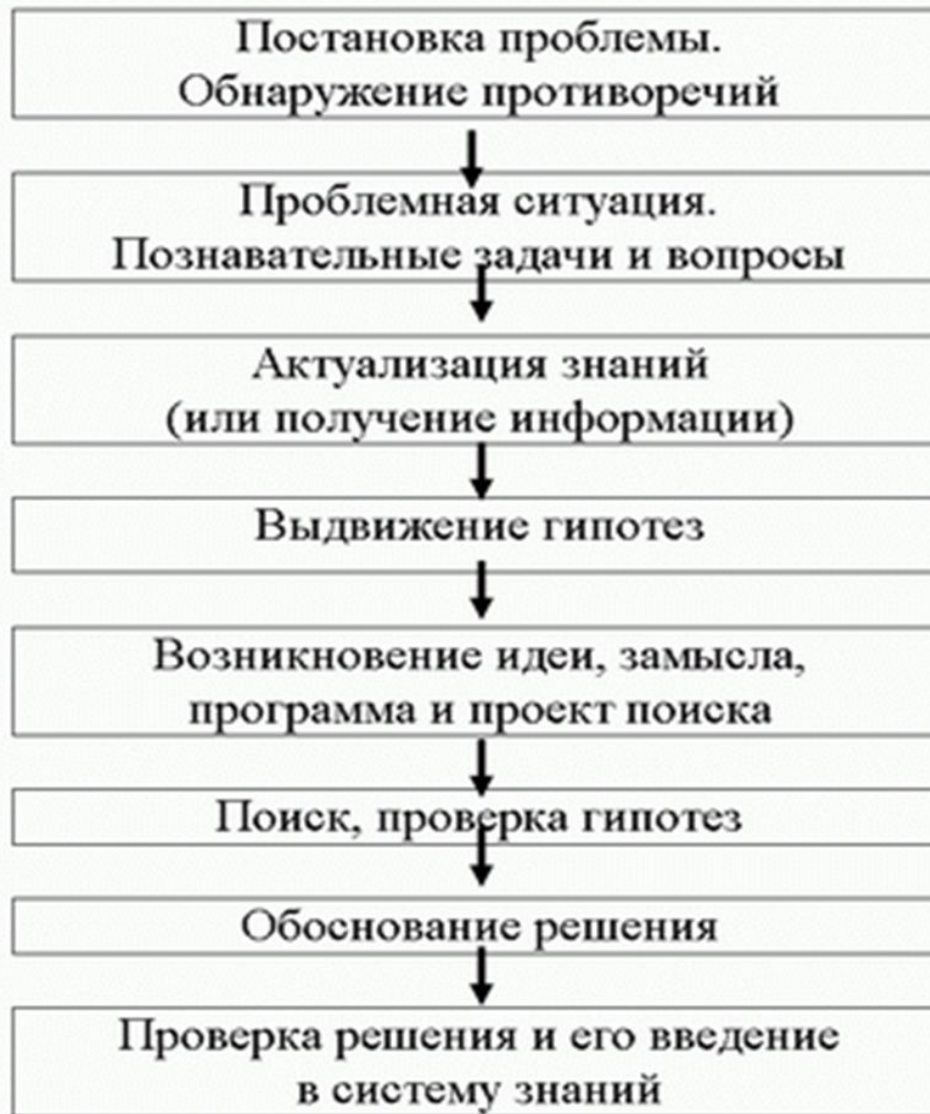 Постановка проблемы.
Обнаружение противоречий
Проблемная ситуация.
Познавательные задачи и вопросы
Актуализация знаний
(или получение информации)
Выдвижение гипотез
Возникновение идеи, замысла,
программа и проект поиска
Поиск, проверка гипотез
Обоснование решения
Проверка решения и его введение
в систему знаний